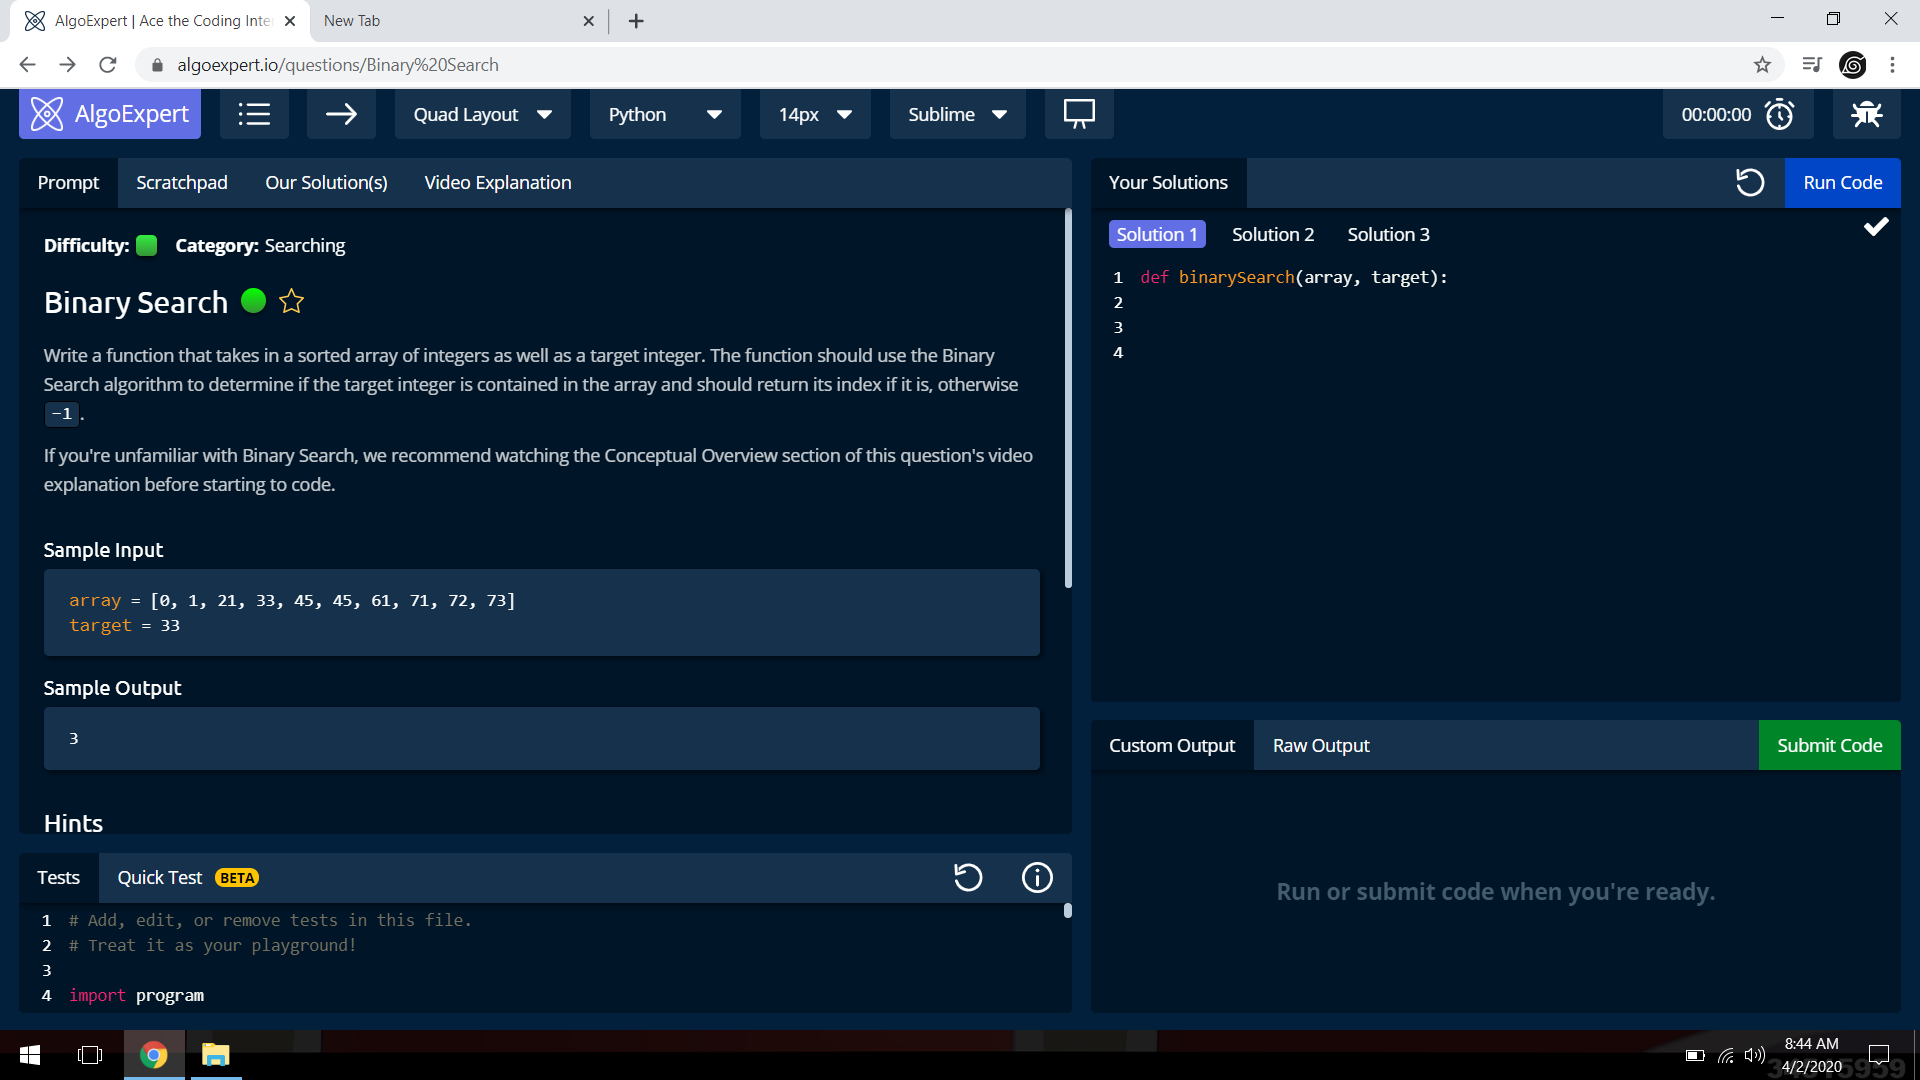 AlgoExpert | Ace the Coding Inte
New Tab
algoexpert.io/questions/Binary%20Search
AlgoExpert
Quad Layout
Python
14px
Sublime
00:00:00
Prompt
Scratchpad
Our Solution(s)
Video Explanation
Difficulty:
Category: Searching
Binary Search
Write a function that takes in a sorted array of integers as well as a target integer. The function should use the Binary
Search algorithm to determine if the target integer is contained in the array and should return its index if it is, otherwise
-1 .
If you're unfamiliar with Binary Search, we recommend watching the Conceptual Overview section of this question's video
explanation before starting to code.
Sample Input
array = [0, 1, 21, 33, 45, 45, 61, 71, 72, 73]
target = 33
Sample Output
3
Hints
Tests
Quick Test BETA
1 # Add, edit, or remove tests in this file.
2 # Treat it as your playground!
3
4 import program
Your Solutions
Run Code
Solution 1
Solution 2
Solution 3
1 def binarySearch(array, target):
2
3
4
Custom Output
Raw Output
Submit Code
Run or submit code when you're ready.
8:44 AM
4/2/2020